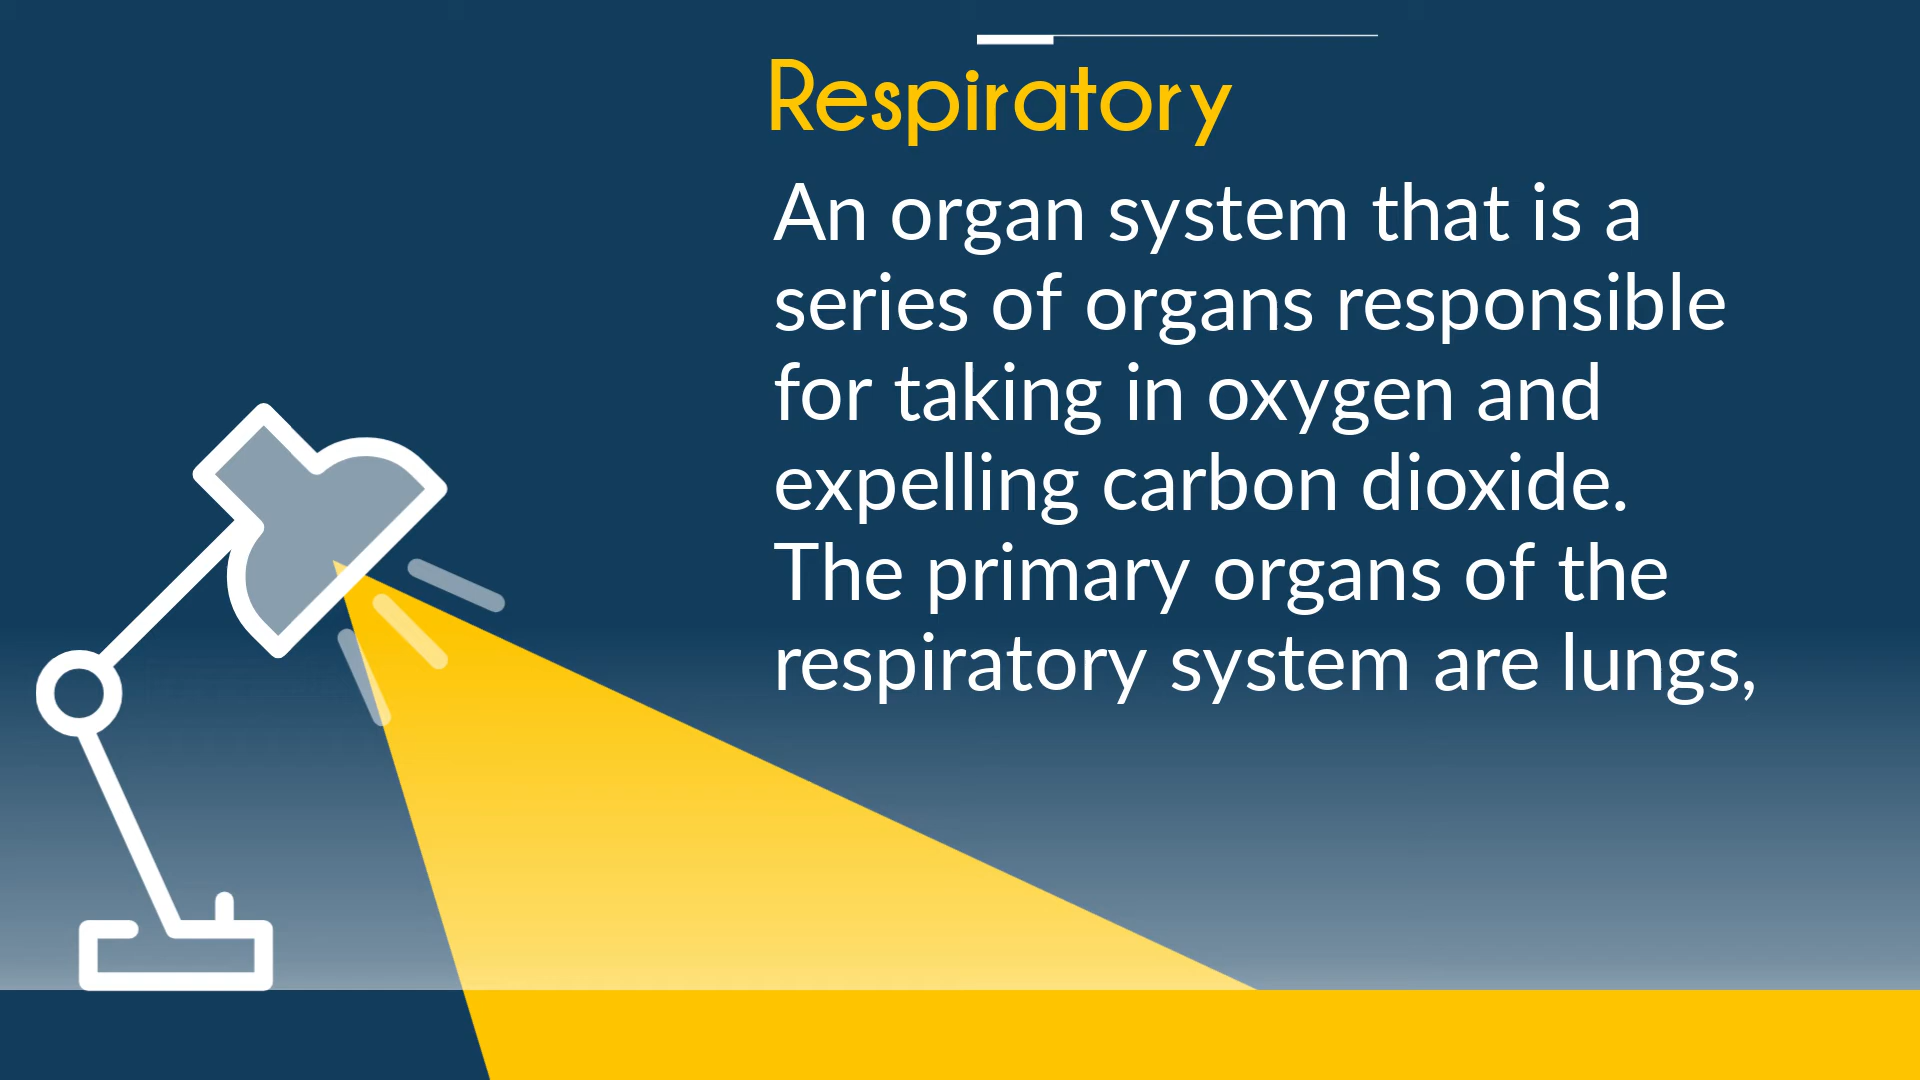 Respiratory
An organ system that is a
series of organs responsible
for taking in oxygen and
expelling carbon dioxide.
The primary organs of the
respiratory system are lungs,